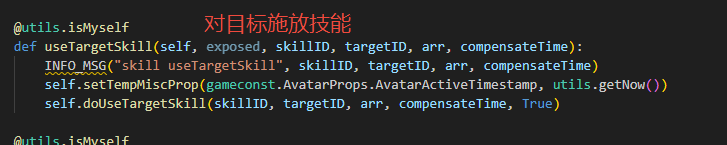 @utils.isMyself
对目标施放技能
def useTargetSkill(self, exposed, skillID, targetID, arr, compensateTime):
    INFO_MSG("skill useTargetSkill", skillID, targetID, arr, compensateTime)
    self.setTempMiscProp(gameconst.AvatarProps.AvatarActiveTimestamp, utils.getNow())
    self.doUseTargetSkill(skillID, targetID, arr, compensateTime, True)
@utils.isMyself